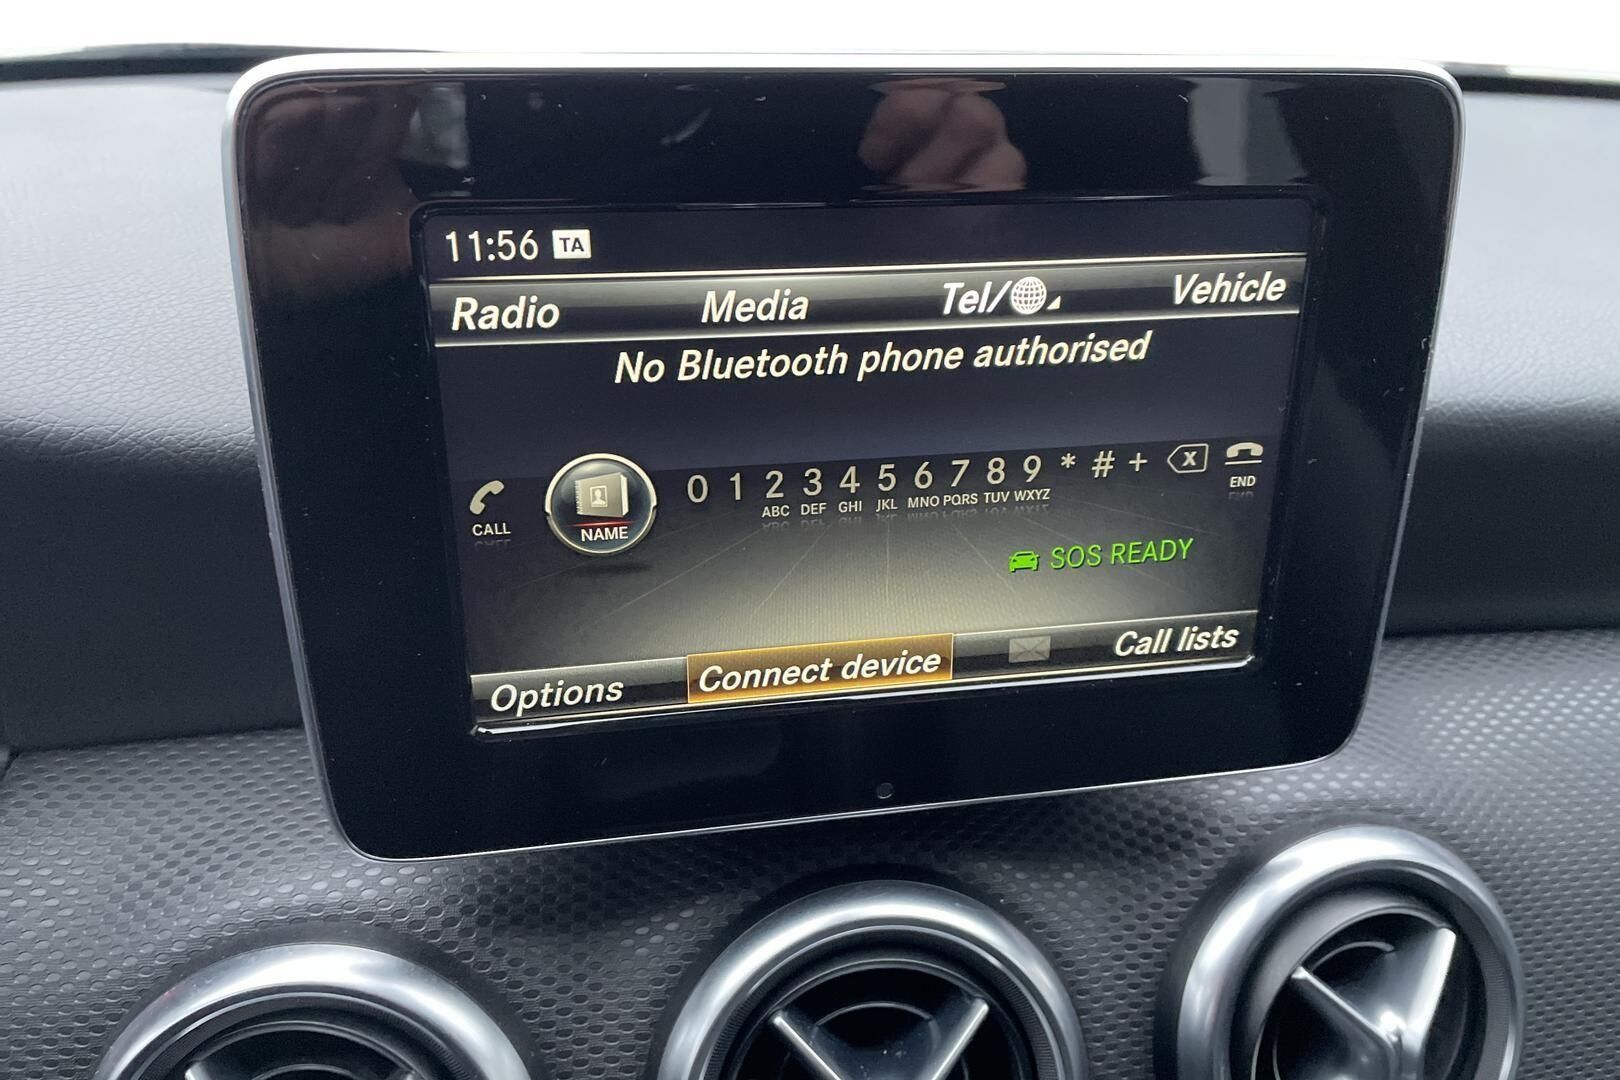 11:56 TA
Radio Media Tel/ Vehicle
No Bluetooth phone authorised
0 1 2 3 4 5 6 7 8 9 * # +
ABC DEF GHI JKL MNO PQRS TUV WXYZ
CALL NAME X END
SOS READY
Options Connect device Call lists